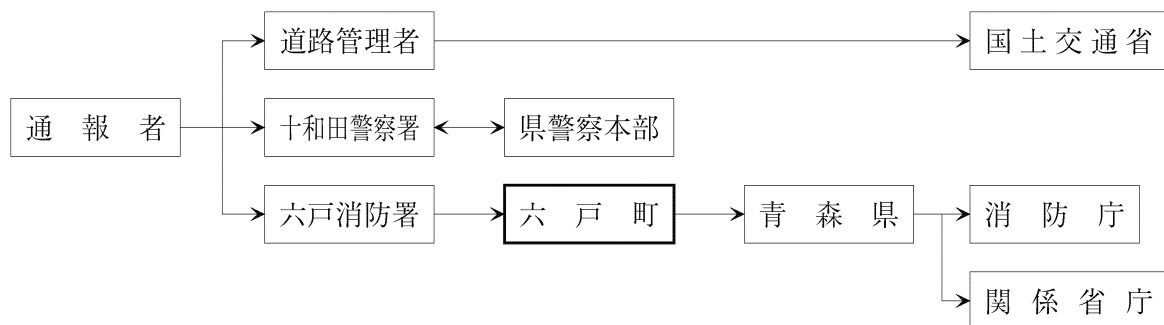 道路管理者
国土交通省
通報者
十和田警察署
県警察本部
六戸消防署
六戸町
青森県
消防庁
関係省庁